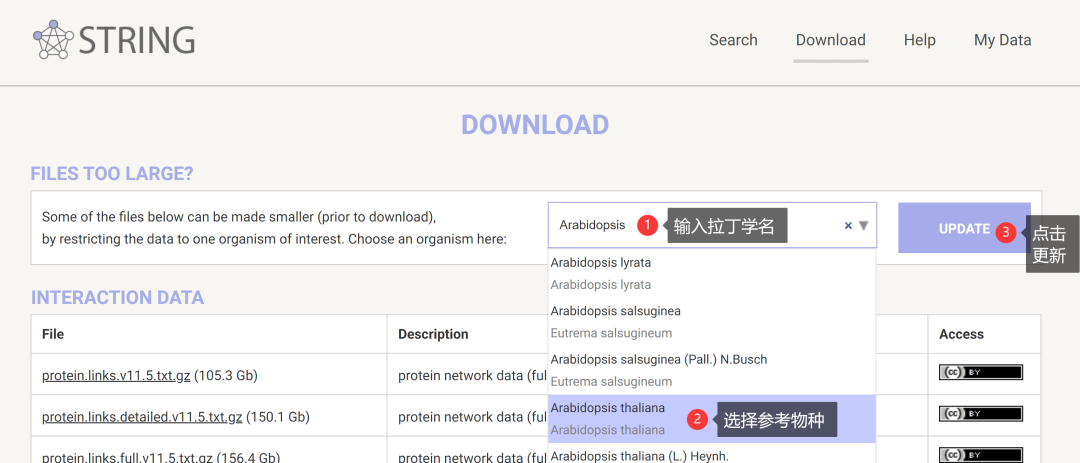 STRING
Search Download Help My Data
DOWNLOAD
FILES TOO LARGE?
Some of the files below can be made smaller (prior to download),
by restricting the data to one organism of interest. Choose an organism here:
Arabidopsis 1 输入拉丁学名 × ▼
UPDATE 3 点击
更新
Arabidopsis lyrata
Arabidopsis lyrata
Arabidopsis salsuginea
Eutrema salsugineum
Arabidopsis salsuginea (Pall.) N.Busch
Eutrema salsugineum
Arabidopsis thaliana
Arabidopsis thaliana
2 选择参考物种
Arabidopsis thaliana (L.) Heynh.
INTERACTION DATA
File Description Access
protein.links.v11.5.txt.gz (105.3 Gb) protein network data (ful (cc) BY
protein.links.detailed.v11.5.txt.gz (150.1 Gb) protein network data (ful (cc) BY
protein.links.full.v11.5.txt.gz (156.4 Gb) protein network data (ful (cc) BY